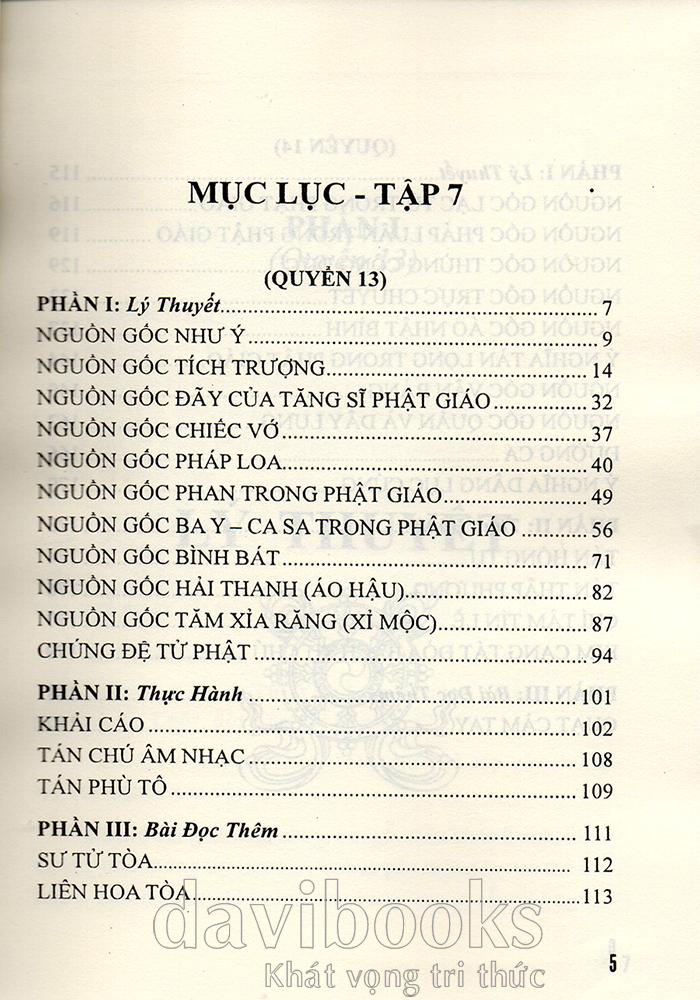 MỤC LỤC - TẬP 7
(QUYỂN 13)
PHẦN I: Lý Thuyết....................7
NGUỒN GỐC NHƯ Ý....................9
NGUỒN GỐC TÍCH TRƯỢNG....................14
NGUỒN GỐC ĐÃY CỦA TĂNG SĨ PHẬT GIÁO....................32
NGUỒN GỐC CHIẾC VỚ....................37
NGUỒN GỐC PHÁP LOA....................40
NGUỒN GỐC PHAN TRONG PHẬT GIÁO....................49
NGUỒN GỐC BA Y – CA SA TRONG PHẬT GIÁO....................56
NGUỒN GỐC BÌNH BÁT....................71
NGUỒN GỐC HẢI THANH (ÁO HẬU)....................82
NGUỒN GỐC TĂM XỈA RĂNG (XỈ MỘC)....................87
CHÚNG ĐỆ TỬ PHẬT....................94
PHẦN II: Thực Hành....................101
KHẢI CÁO....................102
TÁN CHÚ ÂM NHẠC....................108
TÁN PHÙ TÔ....................109
PHẦN III: Bài Đọc Thêm....................111
SƯ TỬ TÒA....................112
LIÊN HOA TÒA....................113
davibooks
Khát vọng tri thức
5